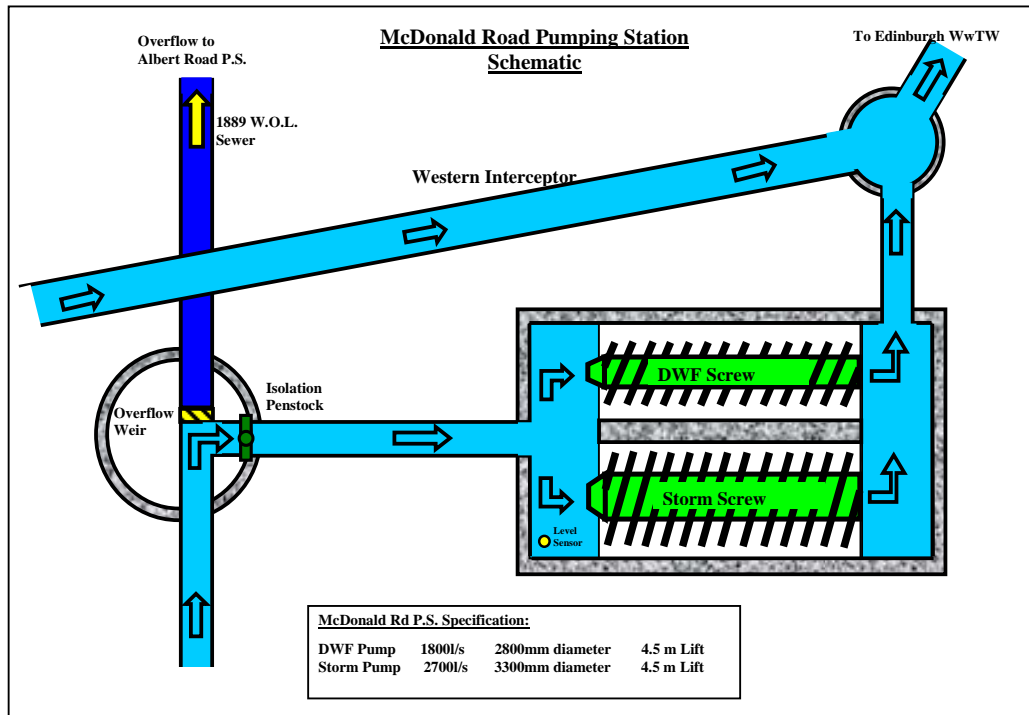 McDonald Road Pumping Station
Schematic
Overflow to
Albert Road P.S.
To Edinburgh WwTW
1889 W.O.L.
Sewer
Western Interceptor
Isolation
Penstock
Overflow
Weir
DWF Screw
Storm Screw
Level
Sensor
McDonald Rd P.S. Specification:
DWF Pump 1800l/s 2800mm diameter 4.5 m Lift
Storm Pump 2700l/s 3300mm diameter 4.5 m Lift